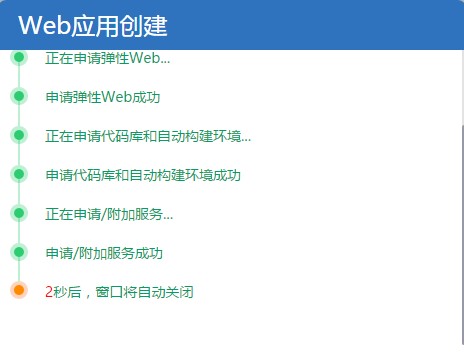 Web应用创建
正在申请弹性Web...
申请弹性Web成功
正在申请代码库和自动构建环境...
申请代码库和自动构建环境成功
正在申请/附加服务...
申请/附加服务成功
2秒后，窗口将自动关闭